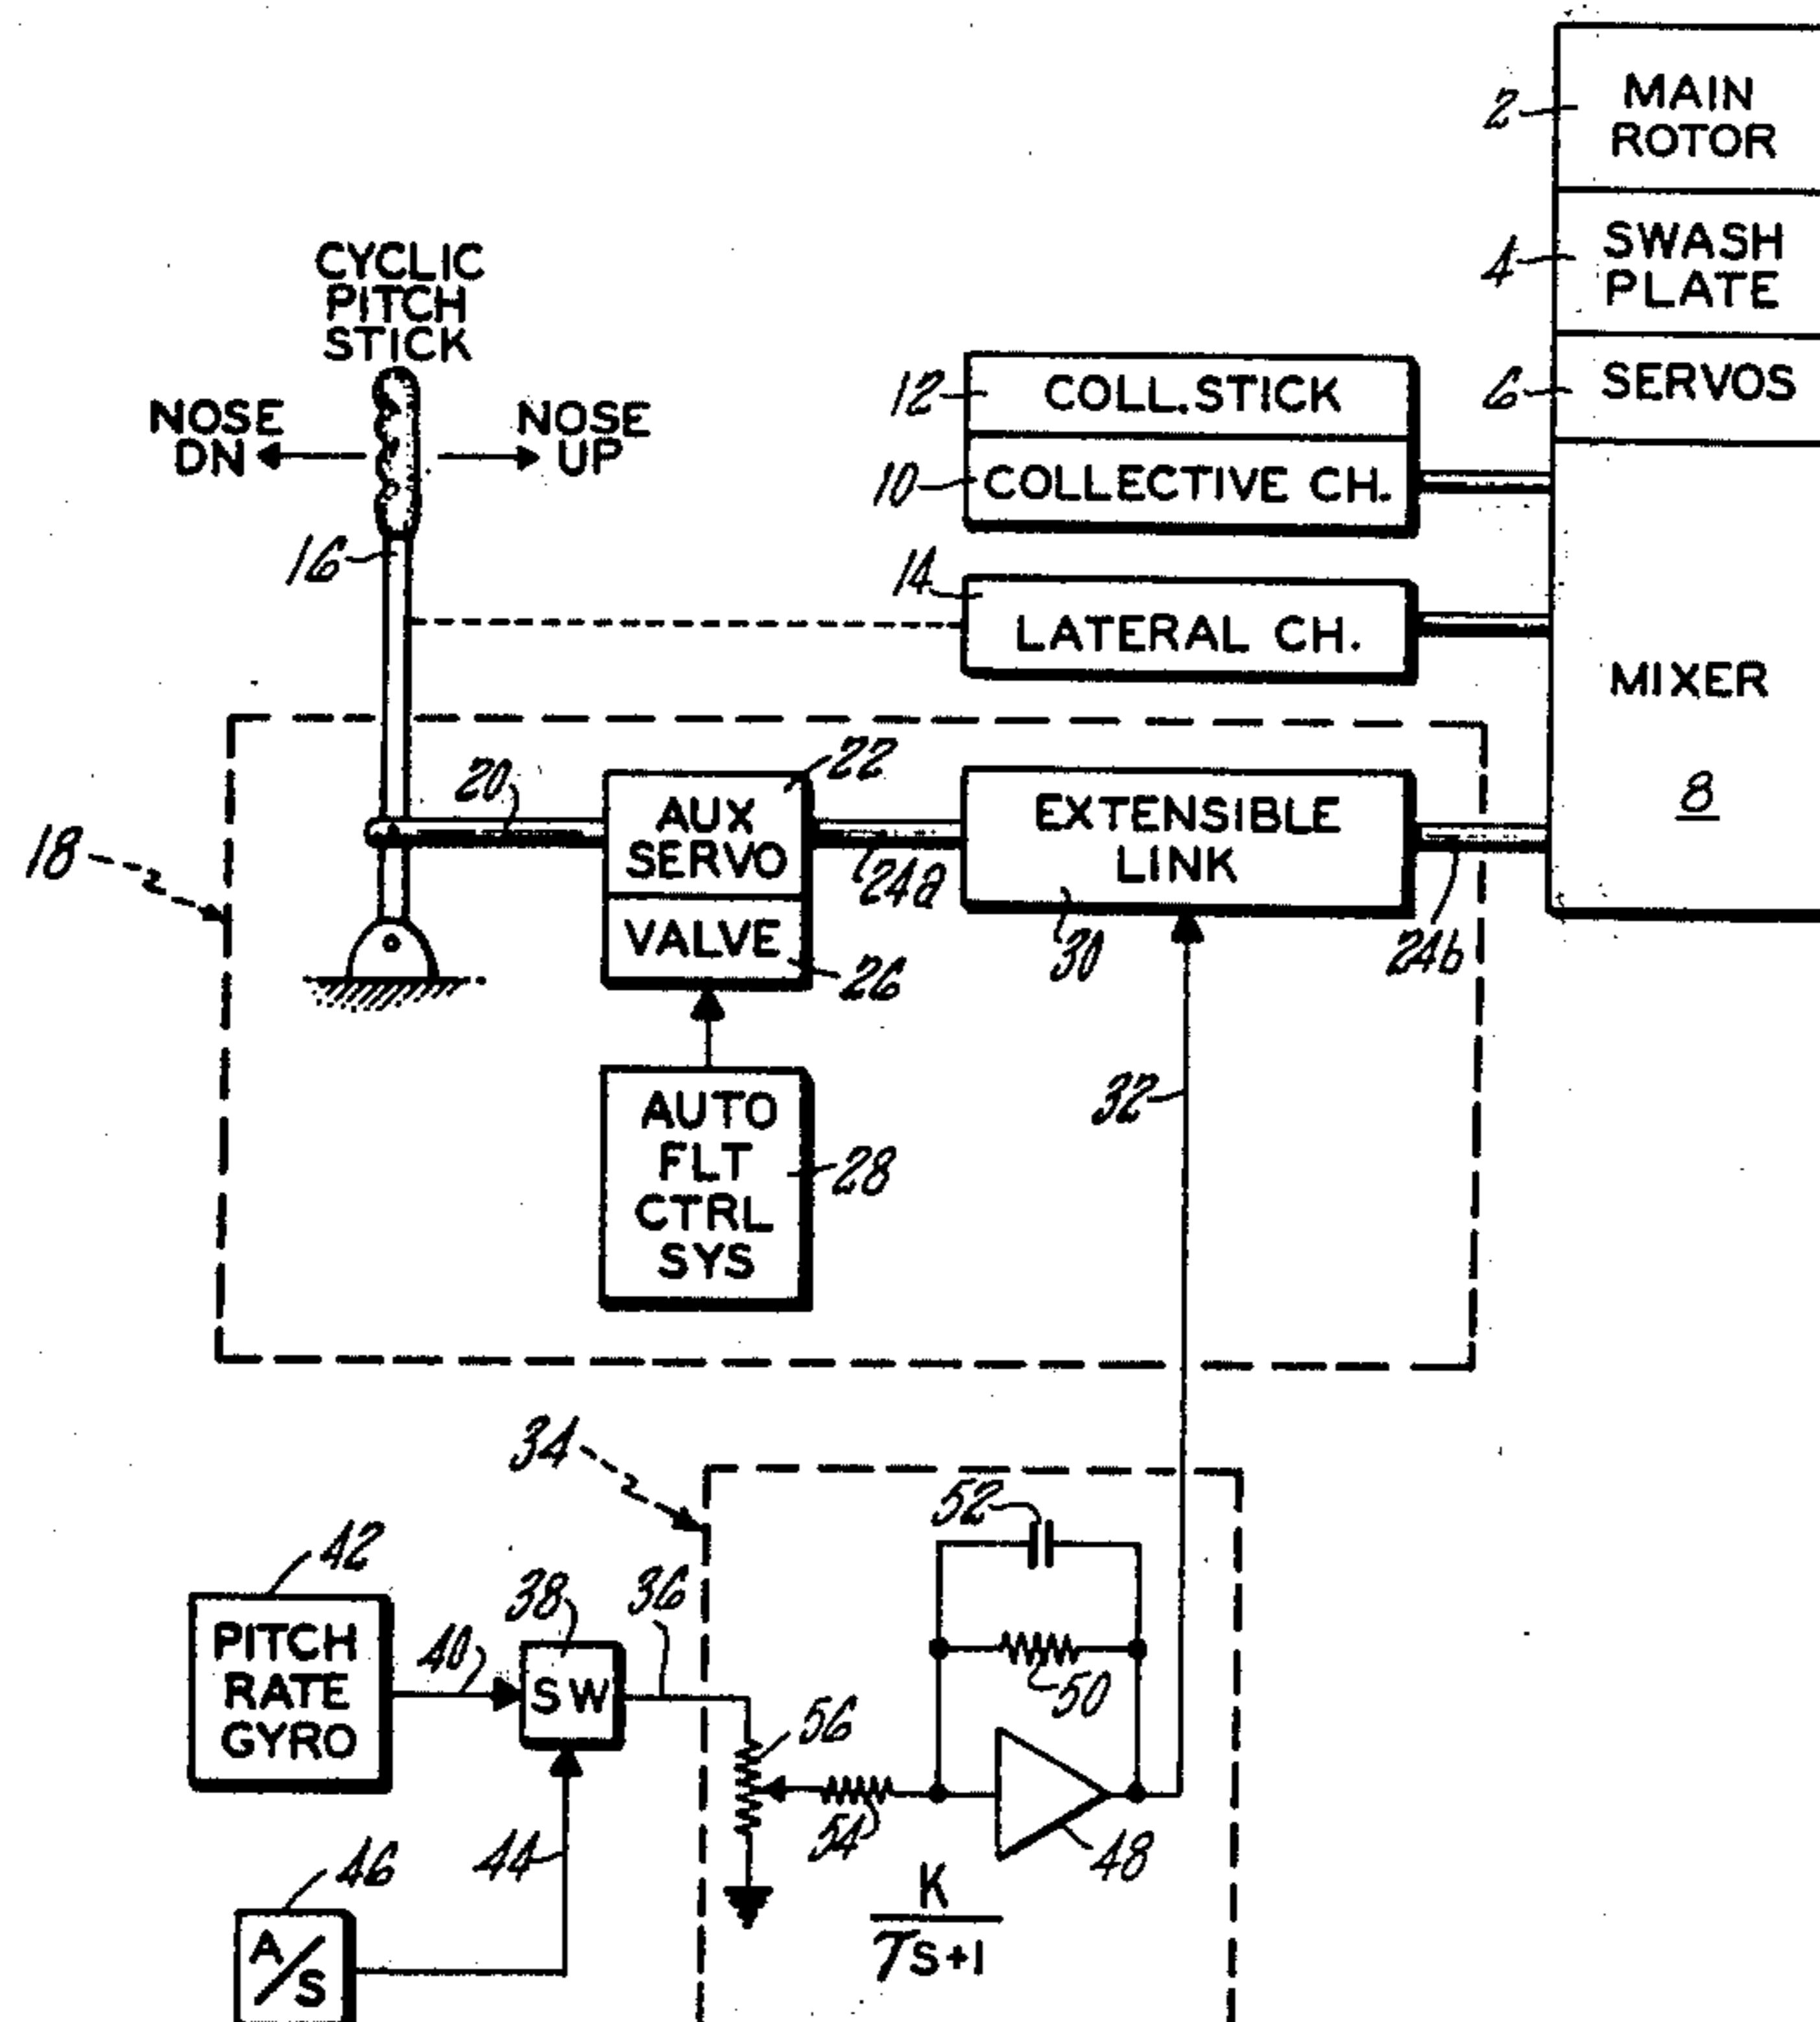 2
MAIN
ROTOR
4
SWASH
PLATE
6
SERVOS
CYCLIC
PITCH
STICK
NOSE
DN
NOSE
UP
16
12
COLL. STICK
10
COLLECTIVE CH.
14
LATERAL CH.
MIXER
8
18
20
22
AUX
SERVO
VALVE
26
24a
EXTENSIBLE
LINK
30
24b
AUTO
FLT
CTRL
SYS
28
32
34
52
42
PITCH
RATE
GYRO
40
38
SW
36
50
56
54
48
44
46
A/S
K
TS+1